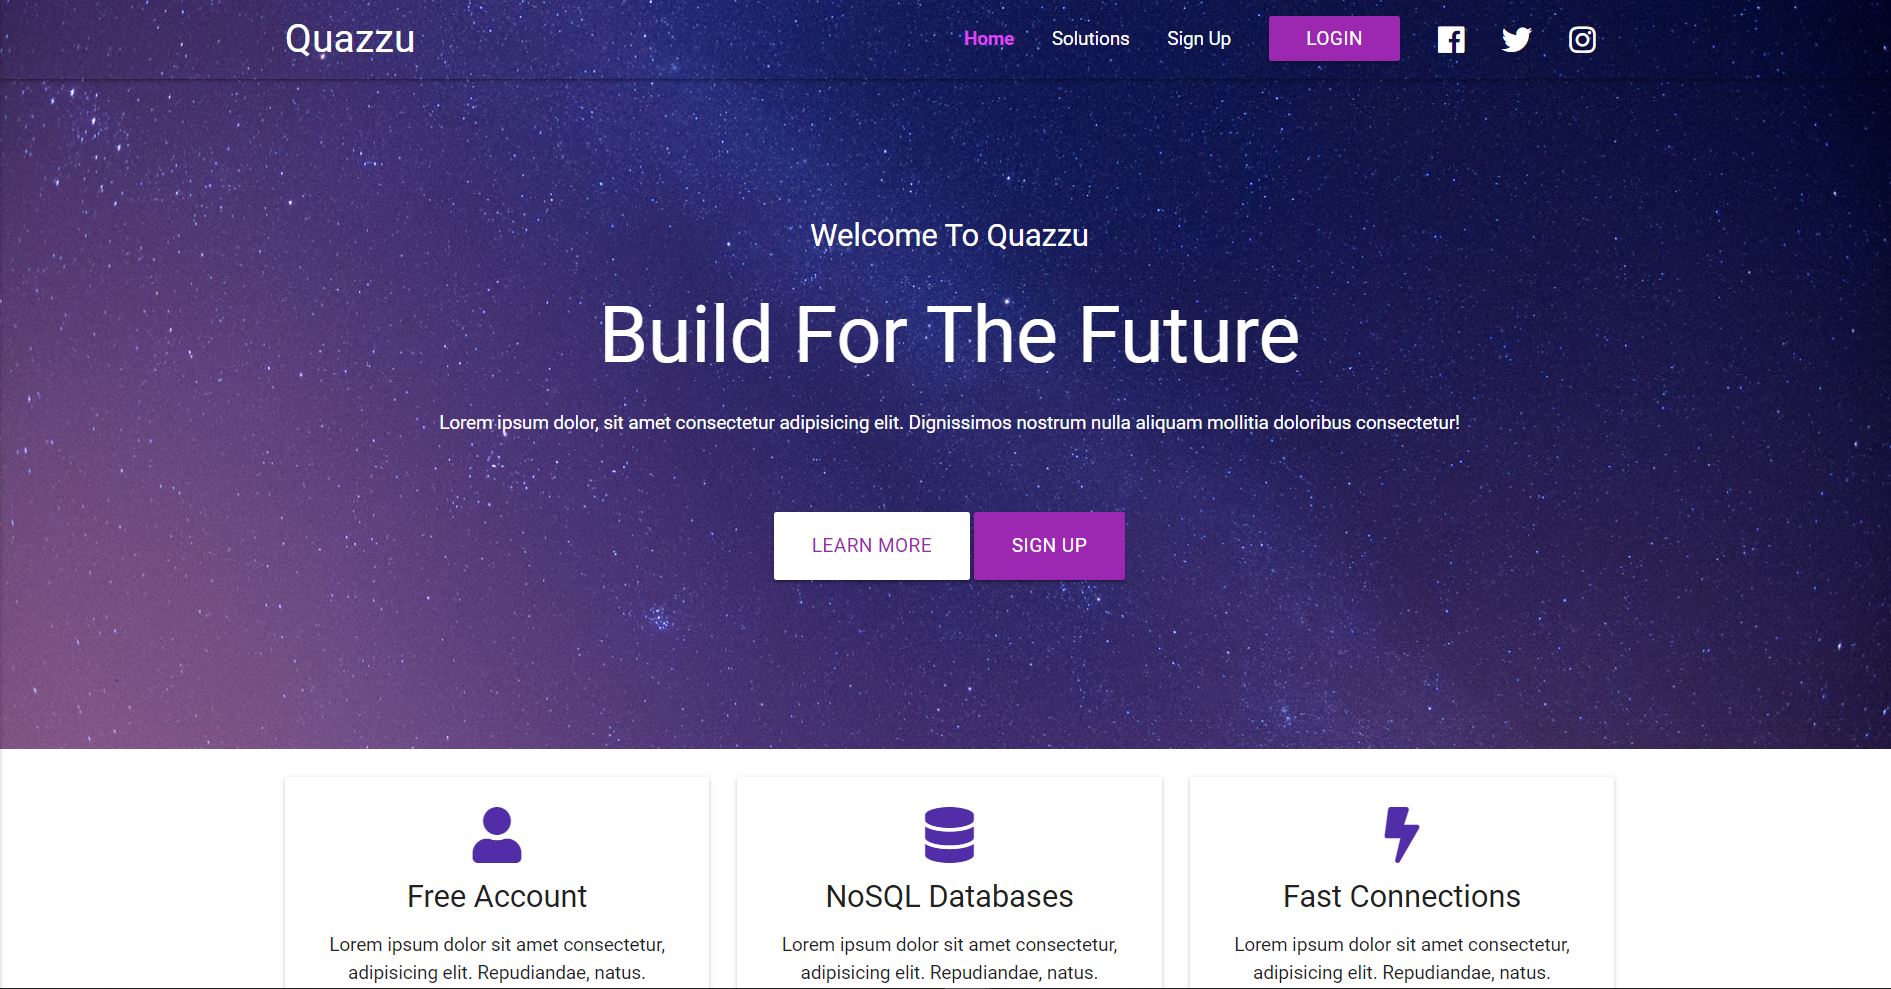 Quazzu
Home Solutions Sign Up LOGIN
Welcome To Quazzu
Build For The Future
Lorem ipsum dolor, sit amet consectetur adipisicing elit. Dignissimos nostrum nulla aliquam mollitia doloribus consectetur!
LEARN MORE SIGN UP
Free Account
Lorem ipsum dolor sit amet consectetur,
adipisicing elit. Repudiandae, natus.
NoSQL Databases
Lorem ipsum dolor sit amet consectetur,
adipisicing elit. Repudiandae, natus.
Fast Connections
Lorem ipsum dolor sit amet consectetur,
adipisicing elit. Repudiandae, natus.